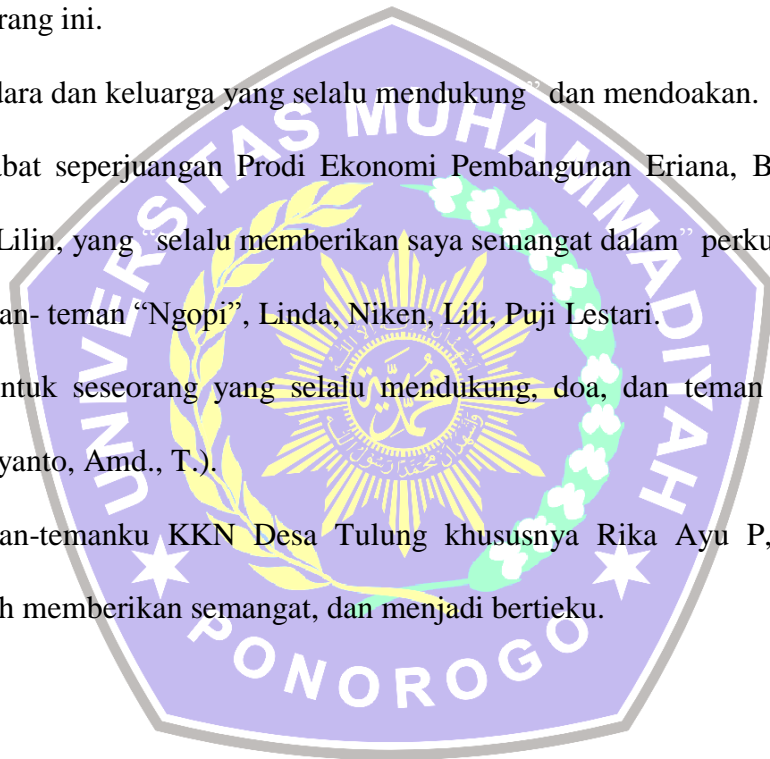 rang ini.
dara dan keluarga yang selalu mendukung” dan mendoakan.
abat seperjuangan Prodi Ekonomi Pembangunan Eriana, B
Lilin, yang “selalu memberikan saya semangat dalam” perku
an- teman “Ngopi”, Linda, Niken, Lili, Puji Lestari.
ntuk seseorang yang selalu mendukung, doa, dan teman
yanto, Amd., T.).
an-temanku KKN Desa Tulung khususnya Rika Ayu P,
h memberikan semangat, dan menjadi bertieku.
UNIVERSITAS MUHAMMADIYAH
PONOROGO